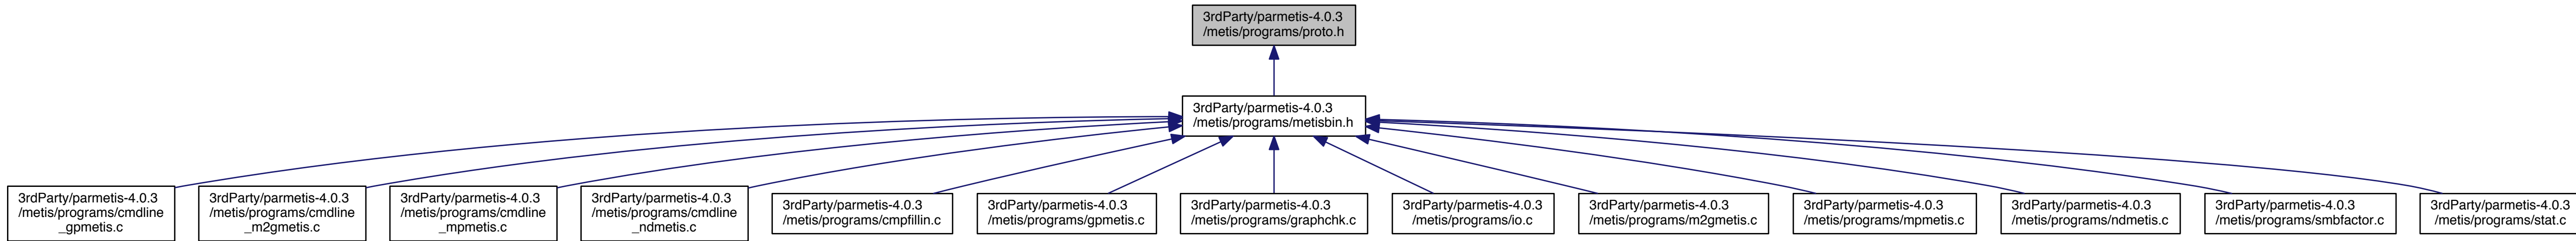 3rdParty/parmetis-4.0.3
/metis/programs/proto.h
3rdParty/parmetis-4.0.3
/metis/programs/metisbin.h
3rdParty/parmetis-4.0.3
/metis/programs/cmdline
_gpmetis.c
3rdParty/parmetis-4.0.3
/metis/programs/cmdline
_m2gmetis.c
3rdParty/parmetis-4.0.3
/metis/programs/cmdline
_mpmetis.c
3rdParty/parmetis-4.0.3
/metis/programs/cmdline
_ndmetis.c
3rdParty/parmetis-4.0.3
/metis/programs/cmpfillin.c
3rdParty/parmetis-4.0.3
/metis/programs/gpmetis.c
3rdParty/parmetis-4.0.3
/metis/programs/graphchk.c
3rdParty/parmetis-4.0.3
/metis/programs/io.c
3rdParty/parmetis-4.0.3
/metis/programs/m2gmetis.c
3rdParty/parmetis-4.0.3
/metis/programs/mpmetis.c
3rdParty/parmetis-4.0.3
/metis/programs/ndmetis.c
3rdParty/parmetis-4.0.3
/metis/programs/smbfactor.c
3rdParty/parmetis-4.0.3
/metis/programs/stat.c